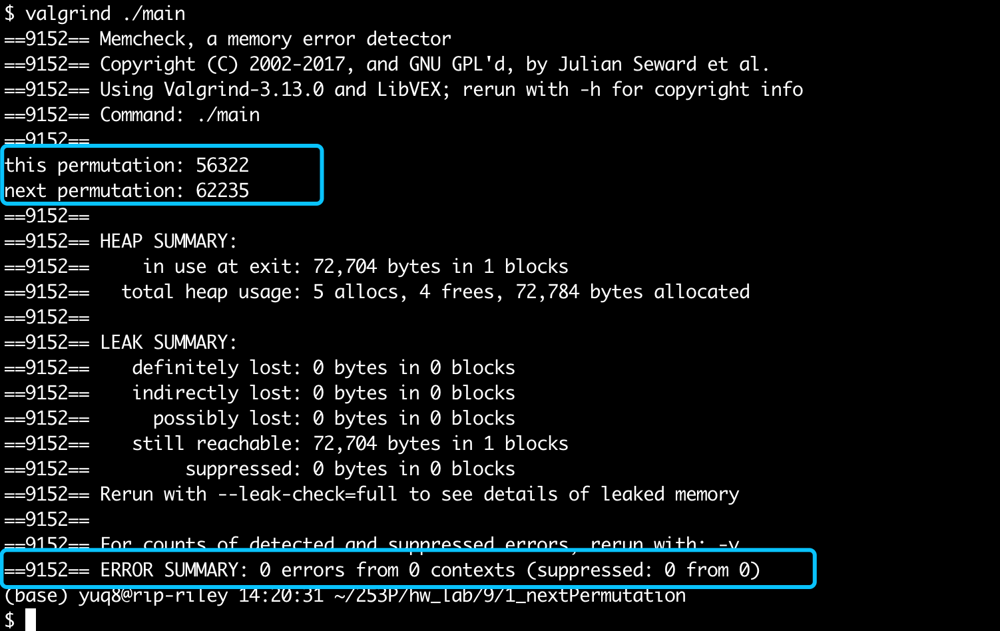 $ valgrind ./main
==9152== Memcheck, a memory error detector
==9152== Copyright (C) 2002-2017, and GNU GPL'd, by Julian Seward et al.
==9152== Using Valgrind-3.13.0 and LibVEX; rerun with -h for copyright info
==9152== Command: ./main
==9152==
this permutation: 56322
next permutation: 62235
==9152==
==9152== HEAP SUMMARY:
==9152==     in use at exit: 72,704 bytes in 1 blocks
==9152==   total heap usage: 5 allocs, 4 frees, 72,784 bytes allocated
==9152==
==9152== LEAK SUMMARY:
==9152==    definitely lost: 0 bytes in 0 blocks
==9152==    indirectly lost: 0 bytes in 0 blocks
==9152==      possibly lost: 0 bytes in 0 blocks
==9152==    still reachable: 72,704 bytes in 1 blocks
==9152==         suppressed: 0 bytes in 0 blocks
==9152== Rerun with --leak-check=full to see details of leaked memory
==9152==
==9152== For counts of detected and suppressed errors, rerun with: -v
==9152== ERROR SUMMARY: 0 errors from 0 contexts (suppressed: 0 from 0)
(base) yuq8@rip-riley 14:20:31 ~/253P/hw_lab/9/1_nextPermutation
$